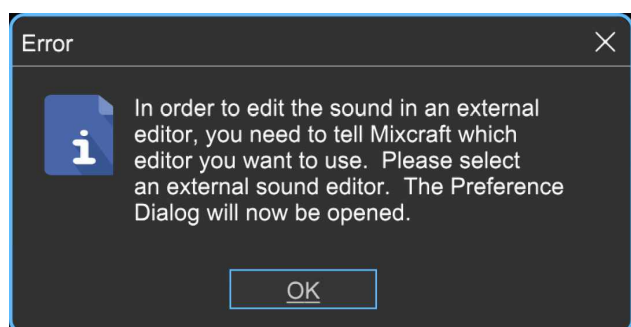 Error
In order to edit the sound in an external
editor, you need to tell Mixcraft which
editor you want to use.  Please select
an external sound editor.  The Preference
Dialog will now be opened.
OK